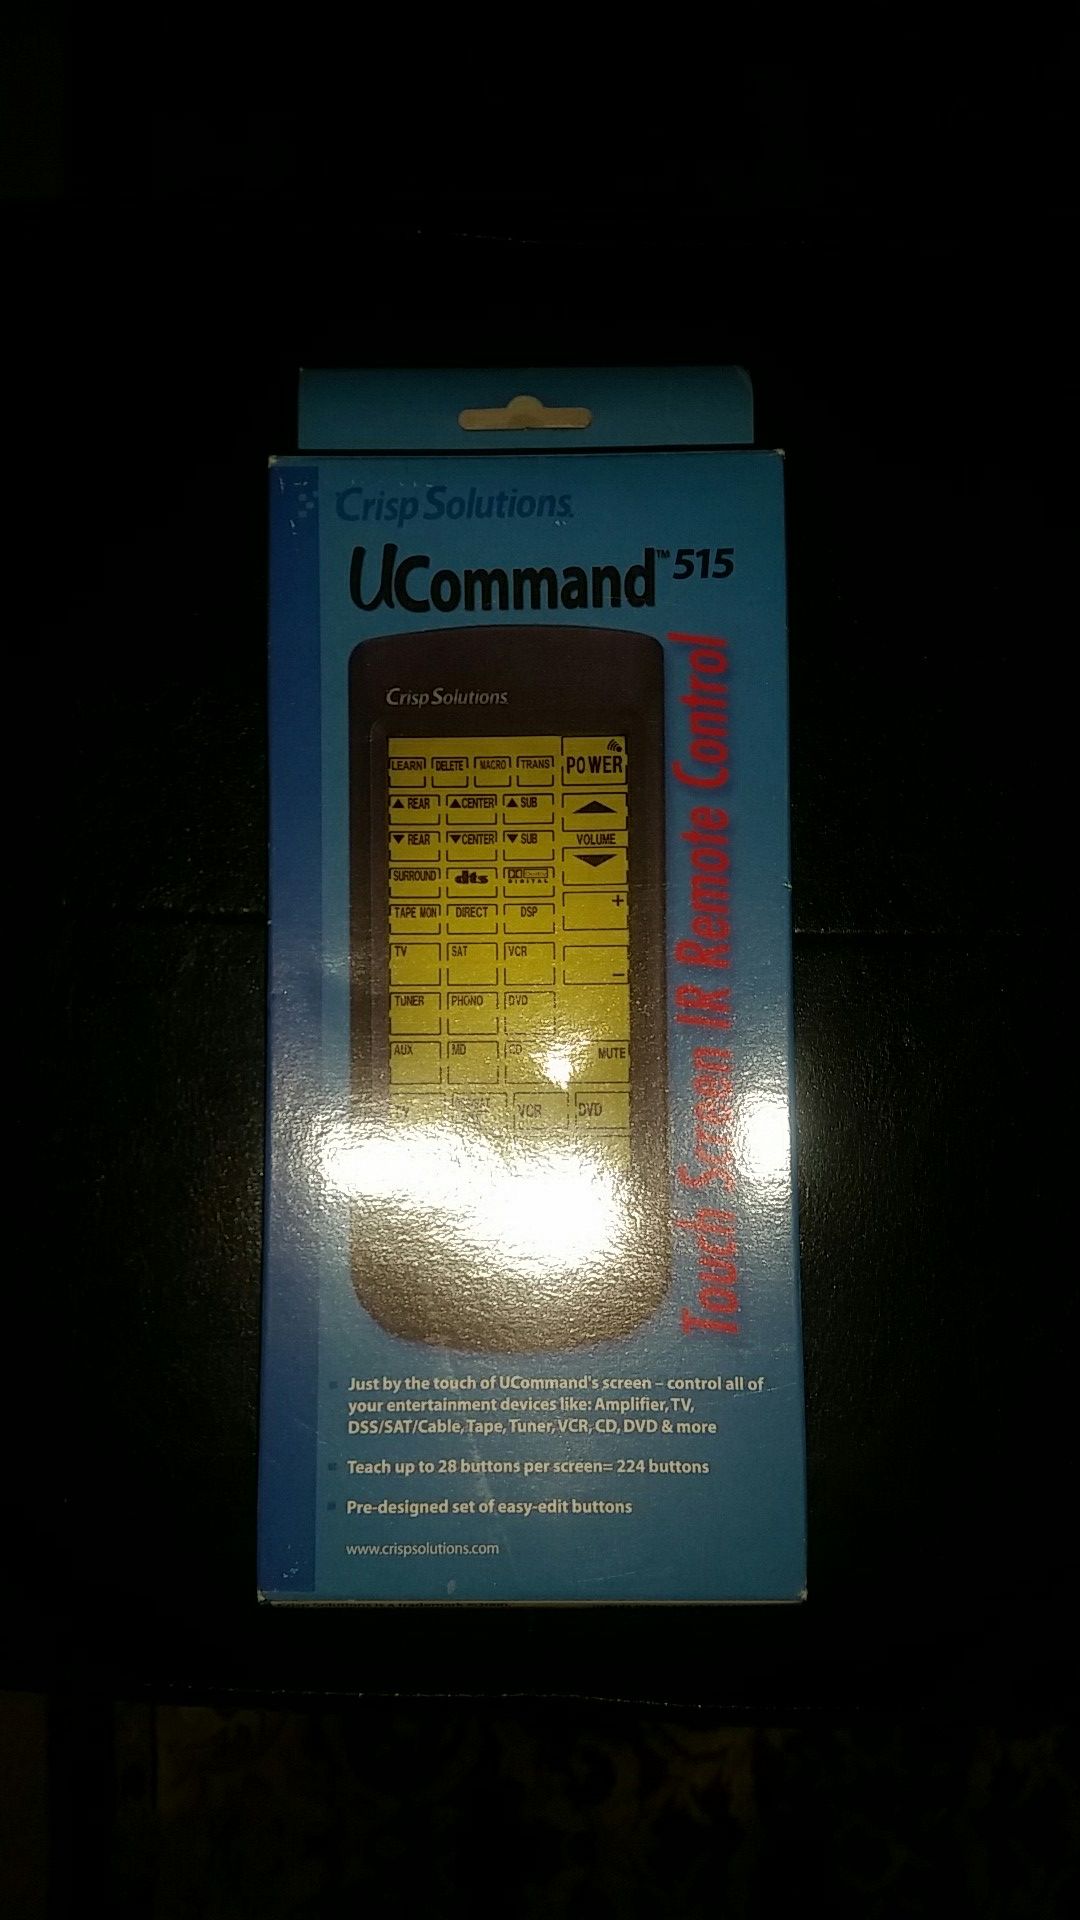 Crisp Solutions
UCommand™ 515
Touch Screen IR Remote Control
Crisp Solutions
LEARN DELETE MACRO TRANS POWER
▲ REAR ▲ CENTER ▲ SUB
▼ REAR ▼ CENTER ▼ SUB VOLUME
SURROUND dts DIGITAL
+
TAPE MON DIRECT DSP
TV SAT VCR
−
TUNER PHONO DVD
AUX MD CD MUTE
TV VCR DVD
Just by the touch of UCommand's screen – control all of
your entertainment devices like: Amplifier, TV,
DSS/SAT/Cable, Tape, Tuner, VCR, CD, DVD & more
Teach up to 28 buttons per screen= 224 buttons
Pre-designed set of easy-edit buttons
www.crispsolutions.com